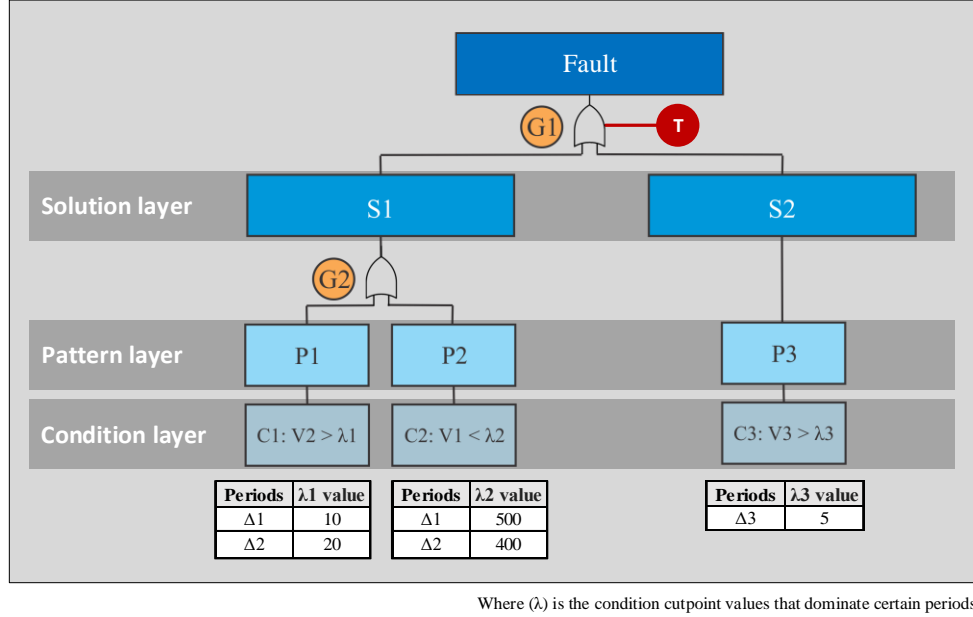 Fault
G1
T
Solution layer
S1
S2
G2
Pattern layer
P1
P2
P3
Condition layer
C1: V2 > λ1
C2: V1 < λ2
C3: V3 > λ3
Periods λ1 value
Δ1 10
Δ2 20
Periods λ2 value
Δ1 500
Δ2 400
Periods λ3 value
Δ3 5
Where (λ) is the condition cutpoint values that dominate certain periods